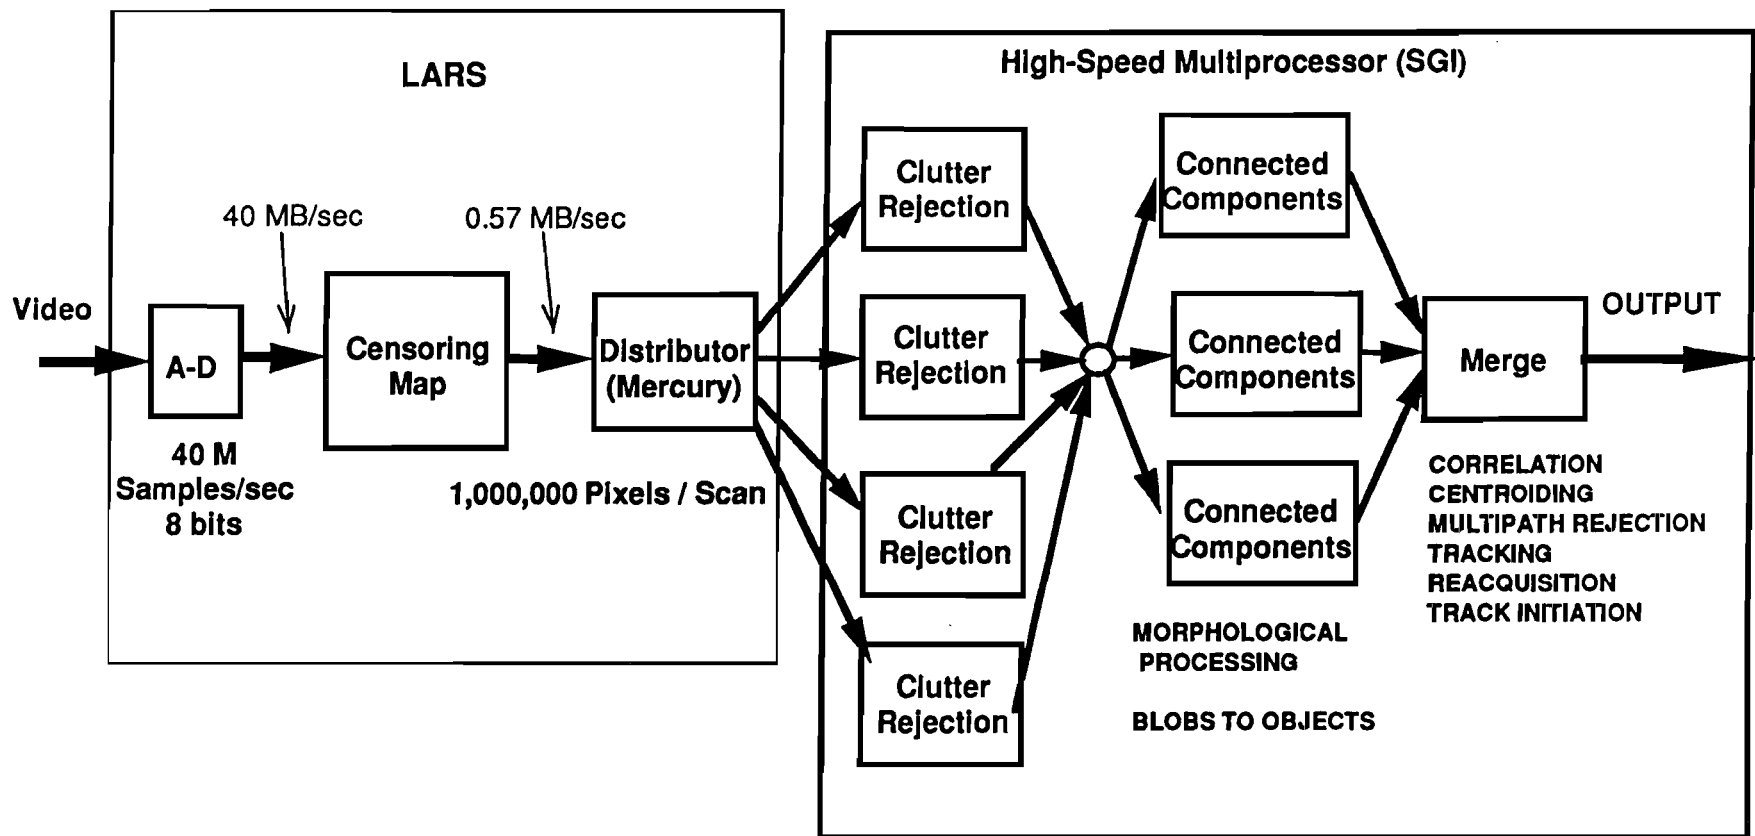 LARS
High-Speed Multiprocessor (SGI)
Video
40 MB/sec
0.57 MB/sec
A-D
Censoring
Map
Distributor
(Mercury)
40 M
Samples/sec
8 bits
1,000,000 Pixels / Scan
Clutter
Rejection
Clutter
Rejection
Clutter
Rejection
Clutter
Rejection
Connected
Components
Connected
Components
Connected
Components
MORPHOLOGICAL
PROCESSING
BLOBS TO OBJECTS
Merge
OUTPUT
CORRELATION
CENTROIDING
MULTIPATH REJECTION
TRACKING
REACQUISITION
TRACK INITIATION